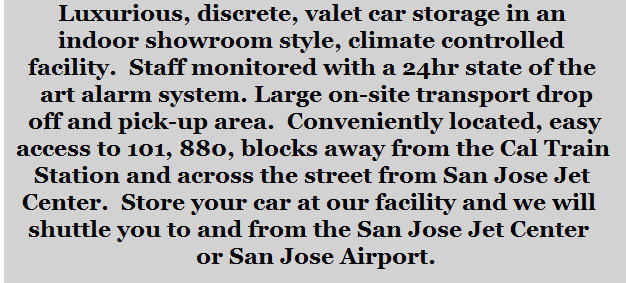 Luxurious, discrete, valet car storage in an
indoor showroom style, climate controlled
facility.  Staff monitored with a 24hr state of the
art alarm system. Large on-site transport drop
off and pick-up area.  Conveniently located, easy
access to 101, 880, blocks away from the Cal Train
Station and across the street from San Jose Jet
Center.  Store your car at our facility and we will
shuttle you to and from the San Jose Jet Center
or San Jose Airport.